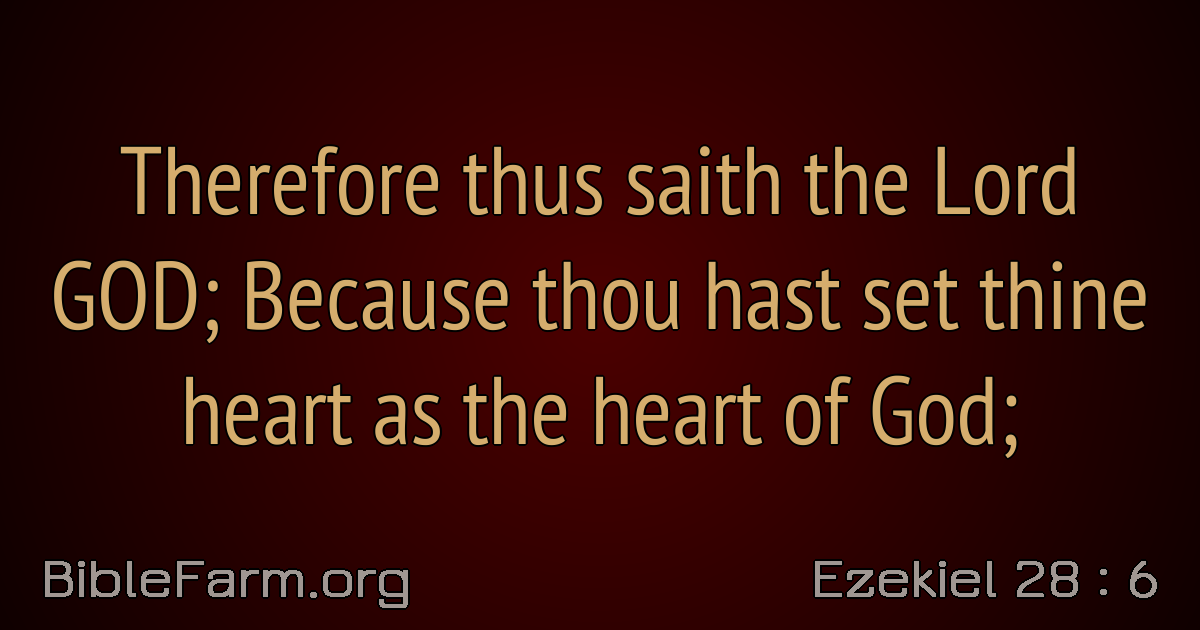 Therefore thus saith the Lord
GOD; Because thou hast set thine
heart as the heart of God;
BibleFarm.org
Ezekiel 28 : 6